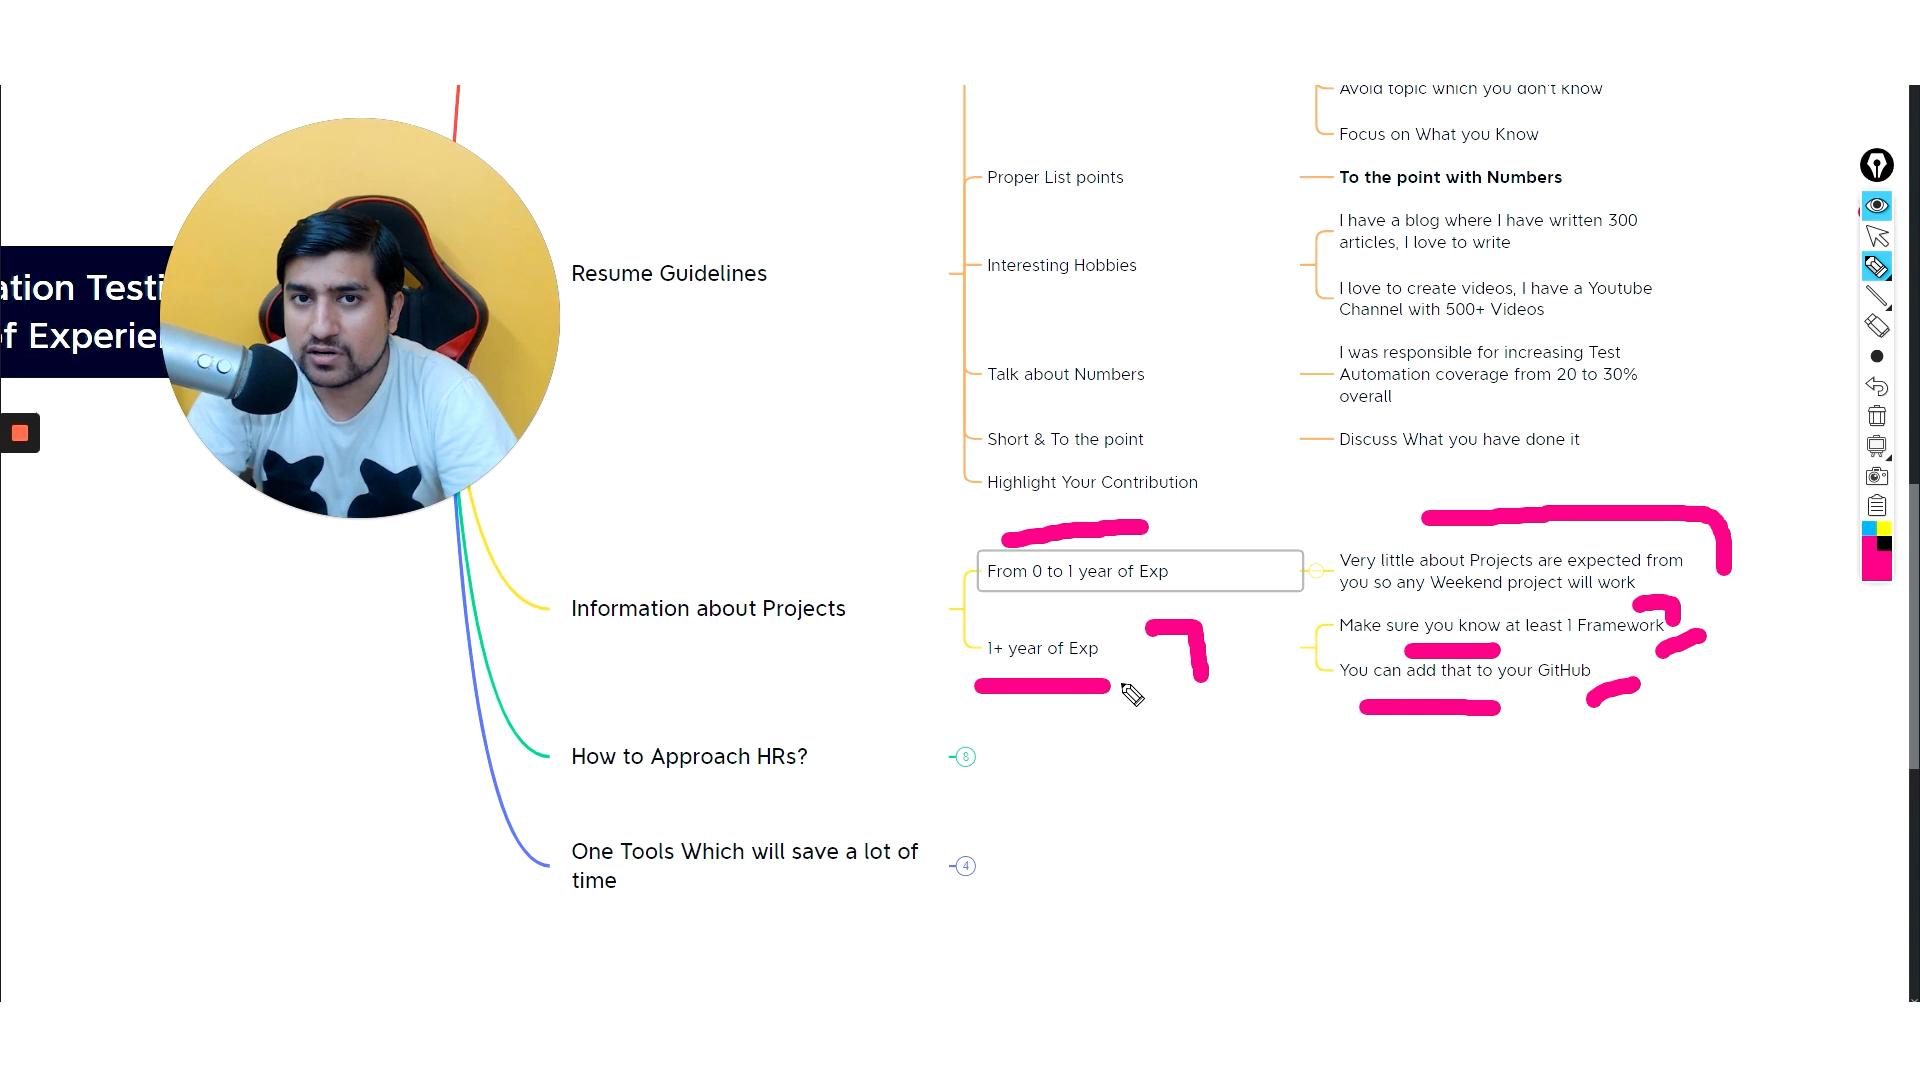 ation Testi
f Experie
Resume Guidelines
Avoid topic which you don't know
Focus on What you Know
Proper List points
To the point with Numbers
Interesting Hobbies
I have a blog where I have written 300
articles, I love to write
I love to create videos, I have a Youtube
Channel with 500+ Videos
Talk about Numbers
I was responsible for increasing Test
Automation coverage from 20 to 30%
overall
Short & To the point
Discuss What you have done it
Highlight Your Contribution
Information about Projects
From 0 to 1 year of Exp
Very little about Projects are expected from
you so any Weekend project will work
1+ year of Exp
Make sure you know at least 1 Framework
You can add that to your GitHub
How to Approach HRs?
8
One Tools Which will save a lot of
time
4